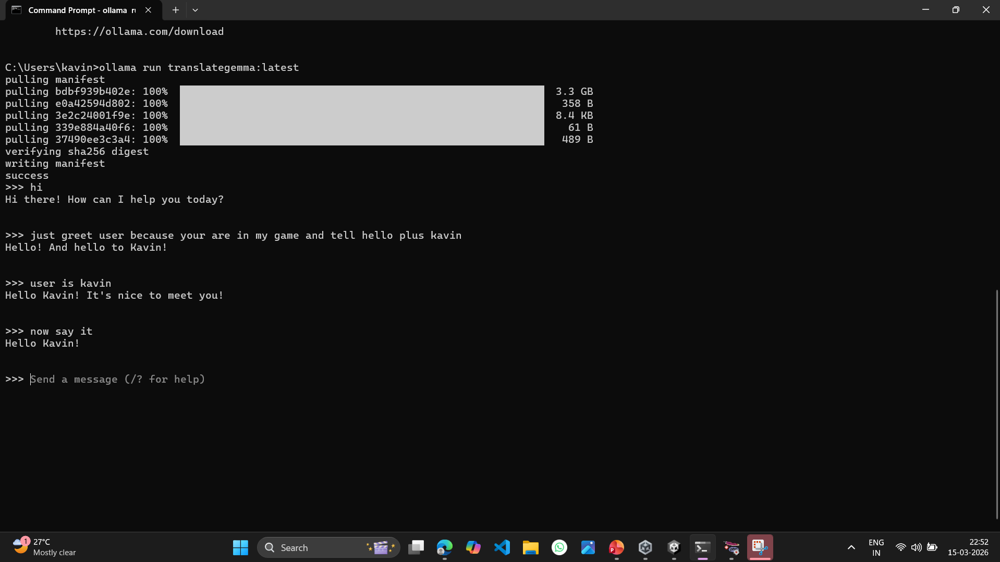 Command Prompt - ollama
https://ollama.com/download
C:\Users\kavin>ollama run translategemma:latest
pulling manifest
pulling bdbf939b402e: 100% 3.3 GB
pulling e0a42594d802: 100% 358 B
pulling 3e2c24001f9e: 100% 8.4 KB
pulling 339e884a40f6: 100% 61 B
pulling 37490ee3c3a4: 100% 489 B
verifying sha256 digest
writing manifest
success
>>> hi
Hi there! How can I help you today?
>>> just greet user because your are in my game and tell hello plus kavin
Hello! And hello to Kavin!
>>> user is kavin
Hello Kavin! It's nice to meet you!
>>> now say it
Hello Kavin!
>>> Send a message (/? for help)
1
27°C
Mostly clear
Search
ENG
IN
22:52
15-03-2026